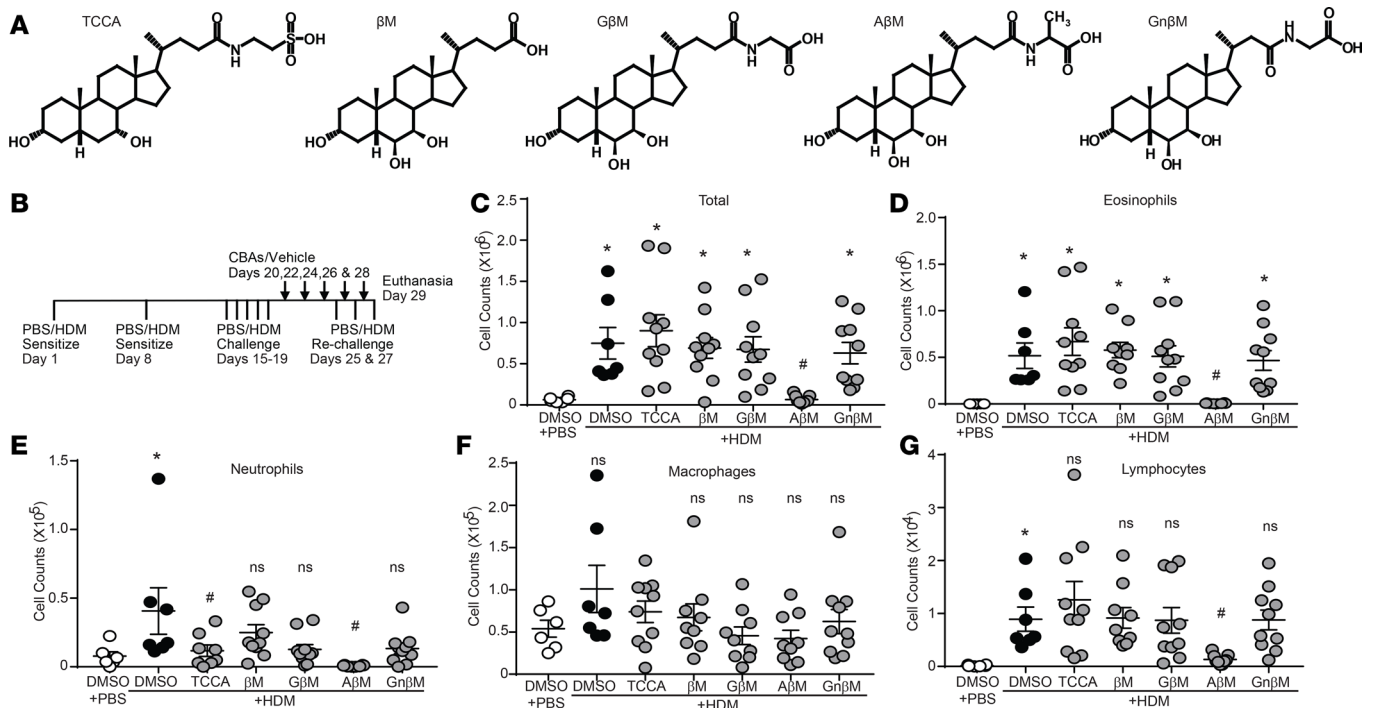 A
TCCA
βM
GβM
AβM
GnβM
HO
H
OH
O
N
H
O
S
OH
O
HO
H
OH
OH
O
OH
HO
H
OH
OH
O
N
H
O
OH
HO
H
OH
OH
O
N
H
CH₃
O
OH
HO
H
OH
OH
O
H
N
O
OH
B
CBAs/Vehicle
Days 20,22,24,26 & 28
Euthanasia
Day 29
PBS/HDM
Sensitize
Day 1
PBS/HDM
Sensitize
Day 8
PBS/HDM
Challenge
Days 15-19
PBS/HDM
Re-challenge
Days 25 & 27
C
Total
Cell Counts (X10⁶)
2.5
2.0
1.5
1.0
0.5
0
* * * * # *
DMSO +PBS
DMSO TCCA βM GβM AβM GnβM
+HDM
D
Eosinophils
Cell Counts (X10⁶)
2.0
1.5
1.0
0.5
0
* * * * # *
DMSO +PBS
DMSO TCCA βM GβM AβM GnβM
+HDM
E
Neutrophils
Cell Counts (X10⁵)
1.5
1.0
0.5
0
* # ns ns # ns
DMSO +PBS
DMSO TCCA βM GβM AβM GnβM
+HDM
F
Macrophages
Cell Counts (X10⁵)
2.5
2.0
1.5
1.0
0.5
0
ns ns ns ns ns
DMSO +PBS
DMSO TCCA βM GβM AβM GnβM
+HDM
G
Lymphocytes
Cell Counts (X10⁴)
4
3
2
1
0
* ns ns ns # ns
DMSO +PBS
DMSO TCCA βM GβM AβM GnβM
+HDM